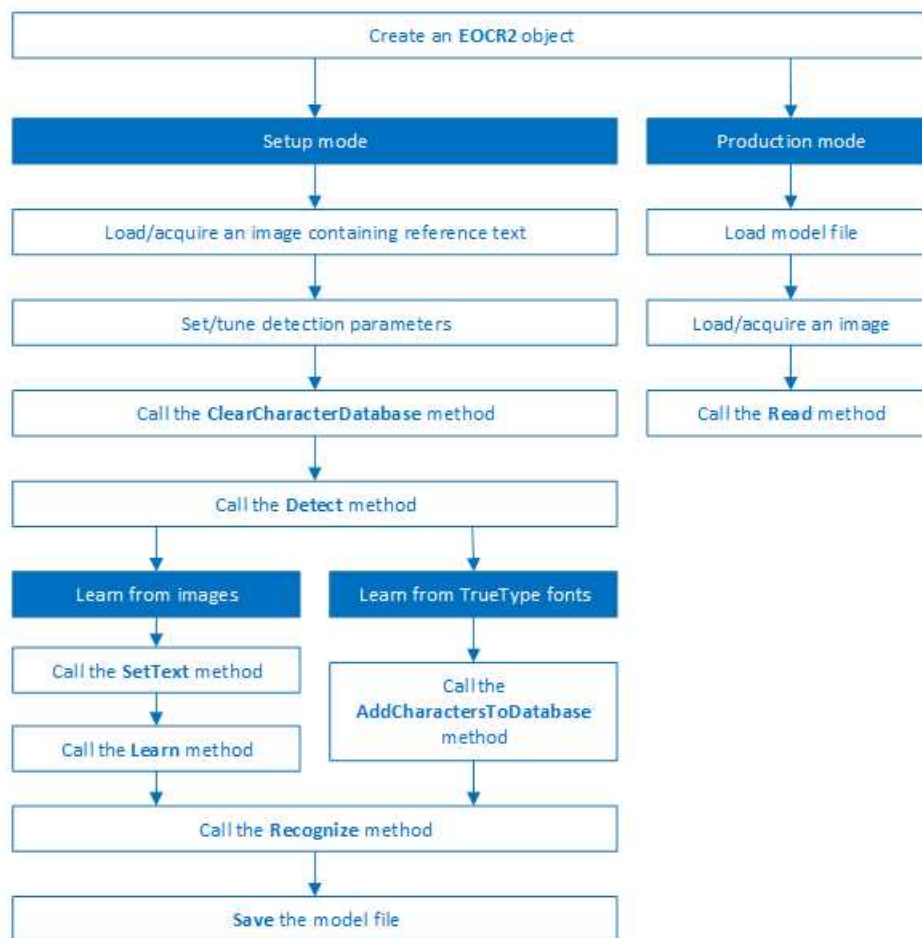 Create an EOCR2 object
Setup mode
Production mode
Load/acquire an image containing reference text
Load model file
Set/tune detection parameters
Load/acquire an image
Call the ClearCharacterDatabase method
Call the Read method
Call the Detect method
Learn from images
Learn from TrueType fonts
Call the SetText method
Call the
AddCharactersToDatabase
method
Call the Learn method
Call the Recognize method
Save the model file